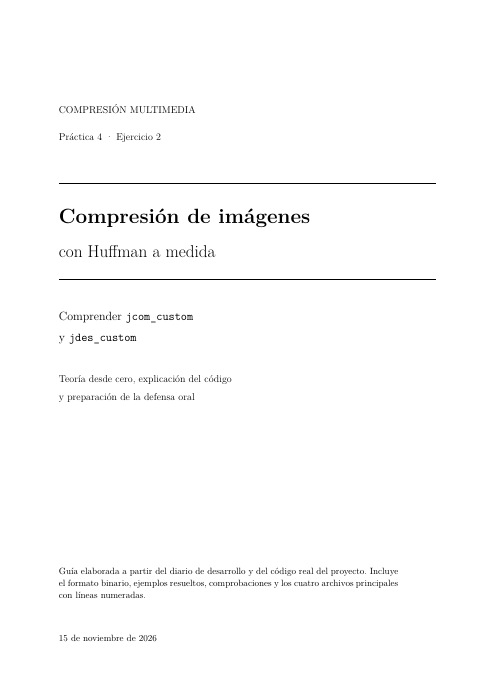 COMPRESIÓN MULTIMEDIA
Práctica 4 · Ejercicio 2
Compresión de imágenes
con Huffman a medida
Comprender jcom_custom
y jdes_custom
Teoría desde cero, explicación del código
y preparación de la defensa oral
Guía elaborada a partir del diario de desarrollo y del código real del proyecto. Incluye
el formato binario, ejemplos resueltos, comprobaciones y los cuatro archivos principales
con líneas numeradas.
15 de noviembre de 2026